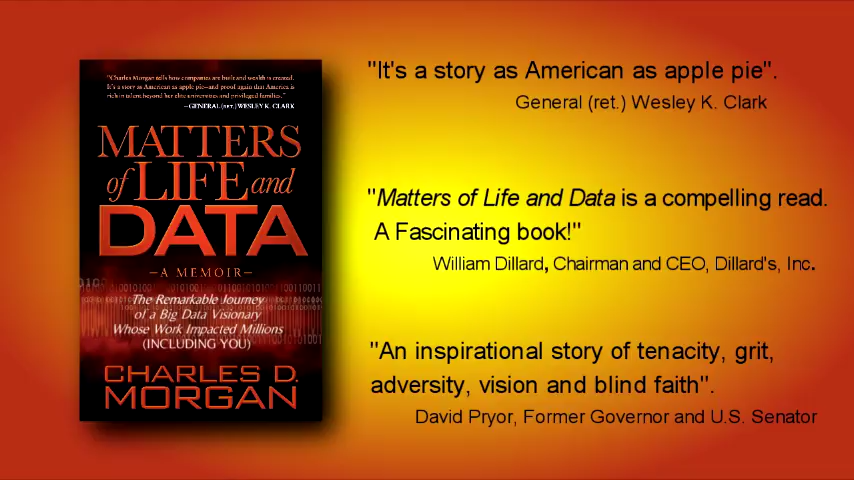 "Charles Morgan tells how companies are built and wealth is created.
It's a story as American as apple pie—and proof again that America is
rich in talent beyond her elite universities and privileged families."
—GENERAL (RET.) WESLEY K. CLARK
MATTERS
of LIFE and
DATA
—A MEMOIR—
The Remarkable Journey
of a Big Data Visionary
Whose Work Impacted Millions
(INCLUDING YOU)
CHARLES D.
MORGAN
"It's a story as American as apple pie".
General (ret.) Wesley K. Clark
"Matters of Life and Data is a compelling read.
A Fascinating book!"
William Dillard, Chairman and CEO, Dillard's, Inc.
"An inspirational story of tenacity, grit,
adversity, vision and blind faith".
David Pryor, Former Governor and U.S. Senator